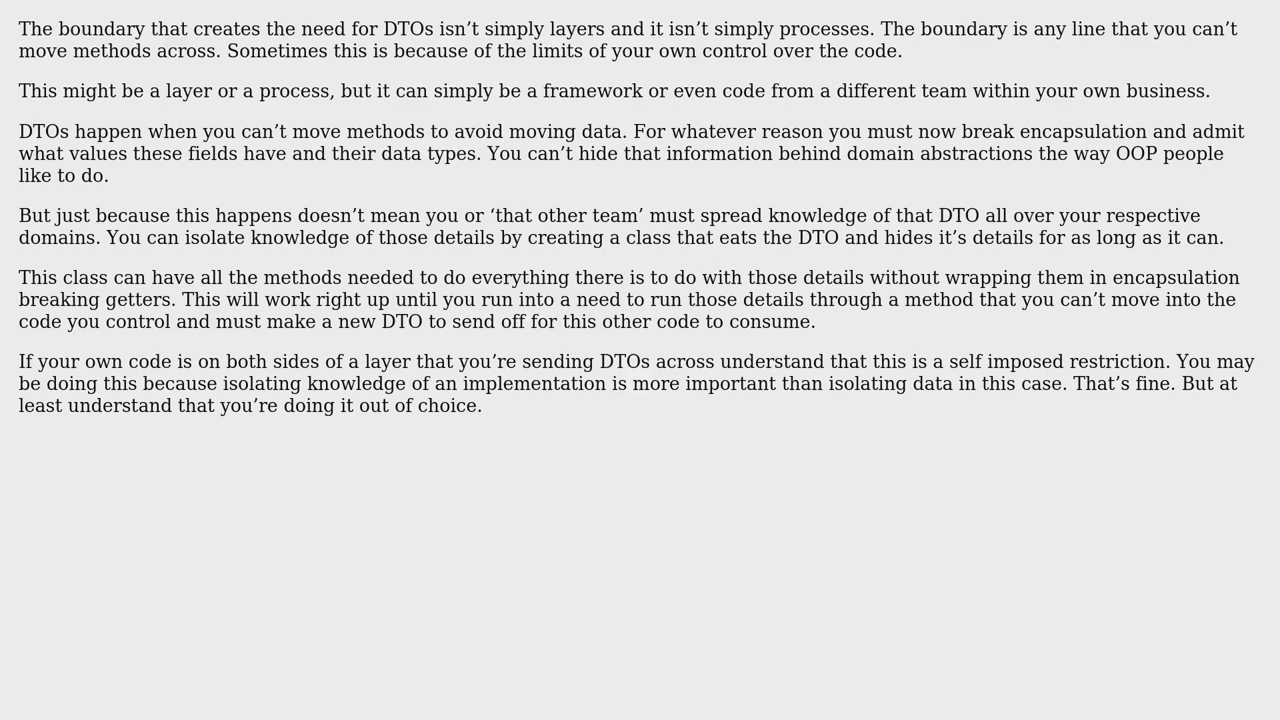 The boundary that creates the need for DTOs isn’t simply layers and it isn’t simply processes. The boundary is any line that you can’t
move methods across. Sometimes this is because of the limits of your own control over the code.
This might be a layer or a process, but it can simply be a framework or even code from a different team within your own business.
DTOs happen when you can’t move methods to avoid moving data. For whatever reason you must now break encapsulation and admit
what values these fields have and their data types. You can’t hide that information behind domain abstractions the way OOP people
like to do.
But just because this happens doesn’t mean you or ‘that other team’ must spread knowledge of that DTO all over your respective
domains. You can isolate knowledge of those details by creating a class that eats the DTO and hides it’s details for as long as it can.
This class can have all the methods needed to do everything there is to do with those details without wrapping them in encapsulation
breaking getters. This will work right up until you run into a need to run those details through a method that you can’t move into the
code you control and must make a new DTO to send off for this other code to consume.
If your own code is on both sides of a layer that you’re sending DTOs across understand that this is a self imposed restriction. You may
be doing this because isolating knowledge of an implementation is more important than isolating data in this case. That’s fine. But at
least understand that you’re doing it out of choice.